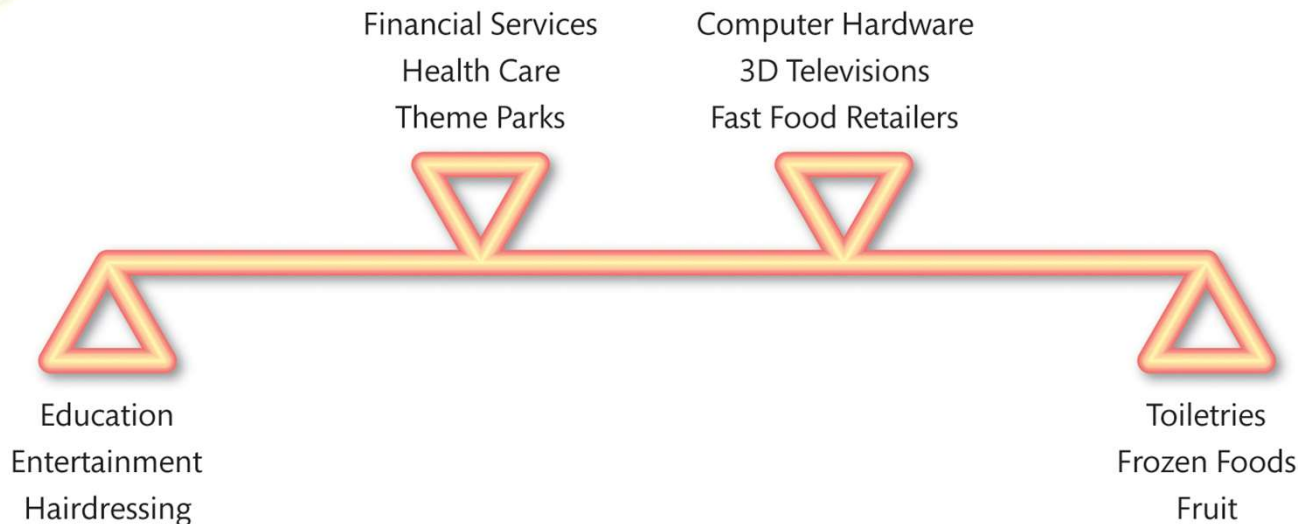 Financial Services
Health Care
Theme Parks
Computer Hardware
3D Televisions
Fast Food Retailers
Education
Entertainment
Hairdressing
Toiletries
Frozen Foods
Fruit